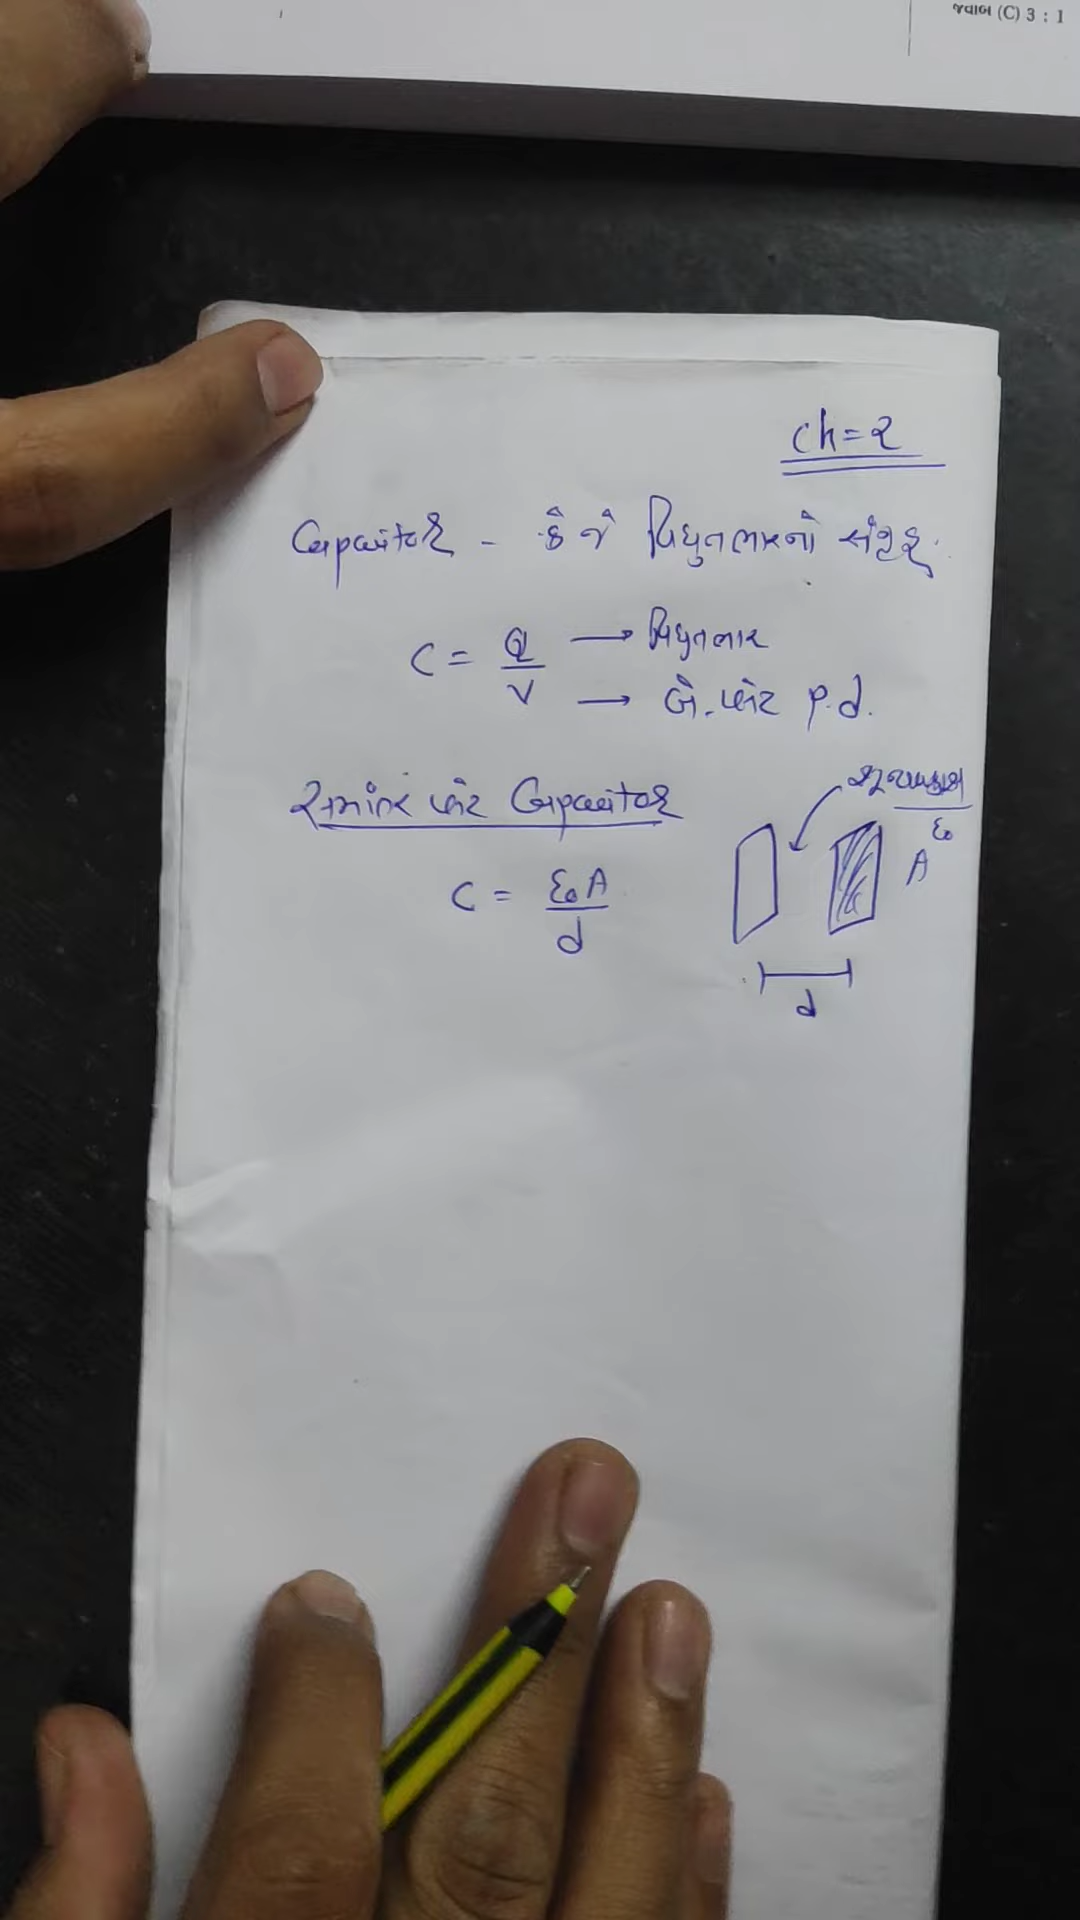 જવાબ (C) 3 : 1
Ch=2
Capacitor - કે જે વિધુતભારનો સંગ્રહ.
C = Q/V → વિધુતભાર
→ બે. પ્લેટ p.d.
સમાંતર પ્લેટ Capacitor
શૂન્યાવકાશ
ε₀
A
C = ε₀A/d
d